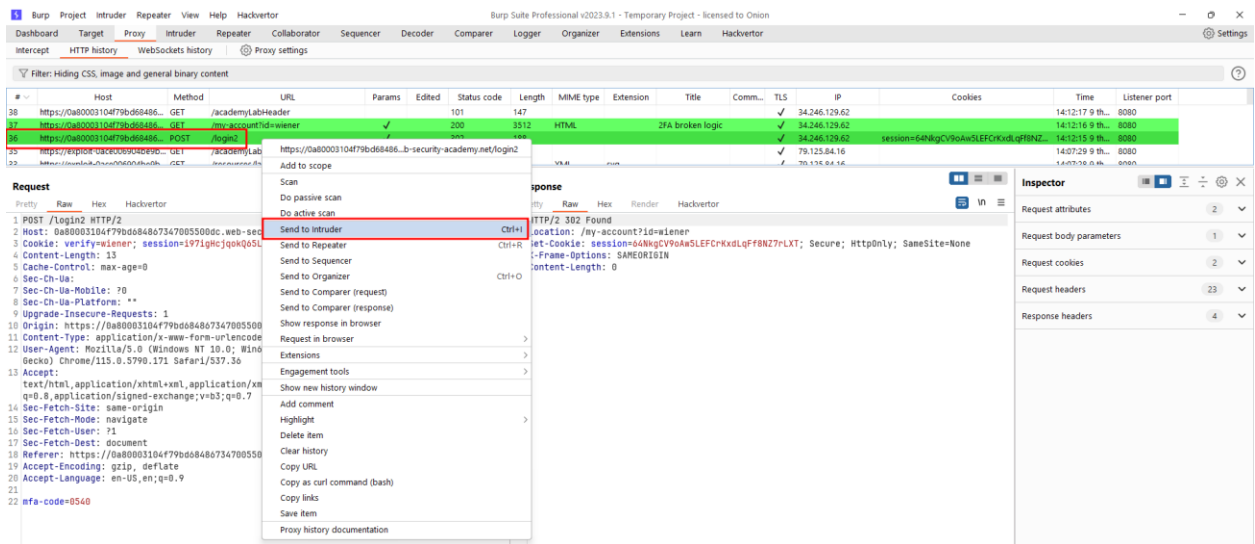 Burp Project Intruder Repeater View Help Hackvertor Burp Suite Professional v2023.9.1 - Temporary Project - licensed to Onion
Dashboard Target Proxy Intruder Repeater Collaborator Sequencer Decoder Comparer Logger Organizer Extensions Learn Hackvertor Settings
Intercept HTTP history WebSockets history Proxy settings
Filter: Hiding CSS, image and general binary content
# Host Method URL Params Edited Status code Length MIME type Extension Title Comm... TLS IP Cookies Time Listener port
38 https://0a80003104f79bd68486... GET /academyLabHeader 101 147 ✓ 34.246.129.62 14:12:17 9 th... 8080
37 https://0a80003104f79bd68486... GET /my-account?id=wiener ✓ 200 3512 HTML 2FA broken logic ✓ 34.246.129.62 14:12:16 9 th... 8080
36 https://0a80003104f79bd68486... POST /login2 ✓ 34.246.129.62 session=64NkgCV9oAw5LEFCrKxdLqFf8NZ... 14:12:15 9 th... 8080
35 GET /academyLab ✓ 79.125.84.16 14:07:29 9 th... 8080
https://0a80003104f79bd68486...b-security-academy.net/login2
Add to scope
Scan
Do passive scan
Do active scan
Send to Intruder Ctrl+I
Send to Repeater Ctrl+R
Send to Sequencer
Send to Organizer Ctrl+O
Send to Comparer (request)
Send to Comparer (response)
Show response in browser
Request in browser
Extensions
Engagement tools
Show new history window
Add comment
Highlight
Delete item
Clear history
Copy URL
Copy as curl command (bash)
Copy links
Save item
Proxy history documentation
Request
Pretty Raw Hex Hackvertor
1 POST /login2 HTTP/2
2 Host: 0a80003104f79bd684867347005500dc.web-sec
3 Cookie: verify=wiener; session=i97igHcjqokQ65L
4 Content-Length: 13
5 Cache-Control: max-age=0
6 Sec-Ch-Ua:
7 Sec-Ch-Ua-Mobile: ?0
8 Sec-Ch-Ua-Platform: ""
9 Upgrade-Insecure-Requests: 1
10 Origin: https://0a80003104f79bd684867347005500
11 Content-Type: application/x-www-form-urlencode
12 User-Agent: Mozilla/5.0 (Windows NT 10.0; Win6
Gecko) Chrome/115.0.5790.171 Safari/537.36
13 Accept:
text/html,application/xhtml+xml,application/xm
q=0.8,application/signed-exchange;v=b3;q=0.7
14 Sec-Fetch-Site: same-origin
15 Sec-Fetch-Mode: navigate
16 Sec-Fetch-User: ?1
17 Sec-Fetch-Dest: document
18 Referer: https://0a80003104f79bd68486734700550
19 Accept-Encoding: gzip, deflate
20 Accept-Language: en-US,en;q=0.9
21
22 mfa-code=0540
sponse
Raw Hex Render Hackvertor
TTP/2 302 Found
ocation: /my-account?id=wiener
et-Cookie: session=64NkgCV9oAw5LEFCrKxdLqFf8NZ7rLXT; Secure; HttpOnly; SameSite=None
-Frame-Options: SAMEORIGIN
ontent-Length: 0
Inspector
Request attributes 2
Request body parameters 1
Request cookies 2
Request headers 23
Response headers 4